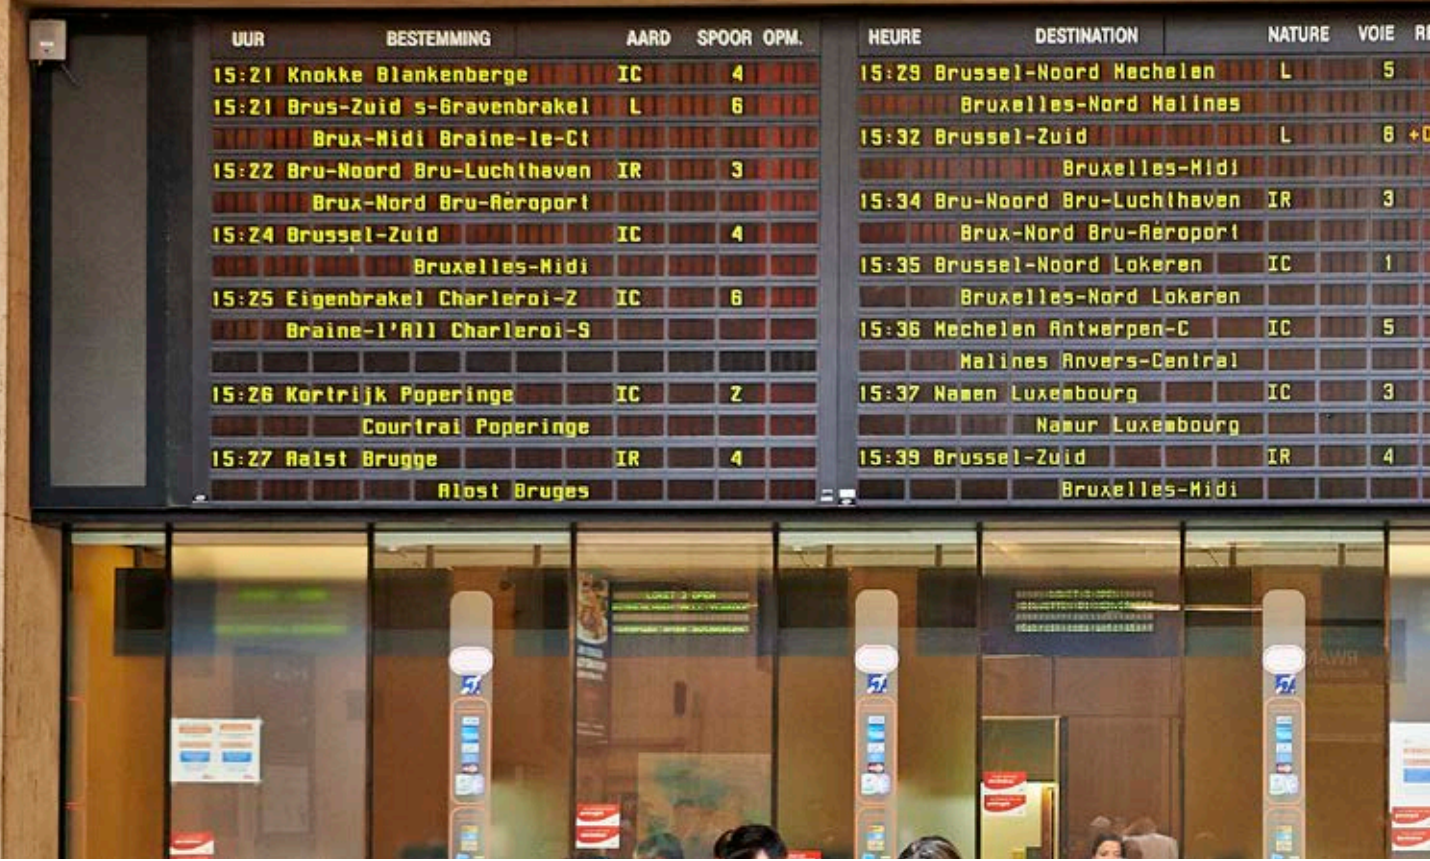 UUR BESTEMMING AARD SPOOR OPM.
15:21 Knokke Blankenberge IC 4
15:21 Brus-Zuid s-Gravenbrakel L 6
Brux-Midi Braine-le-Ct
15:22 Bru-Noord Bru-Luchthaven IR 3
Brux-Nord Bru-Aéroport
15:24 Brussel-Zuid IC 4
Bruxelles-Midi
15:25 Eigenbrakel Charleroi-Z IC 6
Braine-l'All Charleroi-S
15:26 Kortrijk Poperinge IC 2
Courtrai Poperinge
15:27 Aalst Brugge IR 4
Alost Bruges
HEURE DESTINATION NATURE VOIE
15:29 Brussel-Noord Mechelen L 5
Bruxelles-Nord Malines
15:32 Brussel-Zuid L 6
Bruxelles-Midi
15:34 Bru-Noord Bru-Luchthaven IR 3
Brux-Nord Bru-Aéroport
15:35 Brussel-Noord Lokeren IC 1
Bruxelles-Nord Lokeren
15:36 Mechelen Antwerpen-C IC 5
Malines Anvers-Central
15:37 Namen Luxembourg IC 3
Namur Luxembourg
15:39 Brussel-Zuid IR 4
Bruxelles-Midi